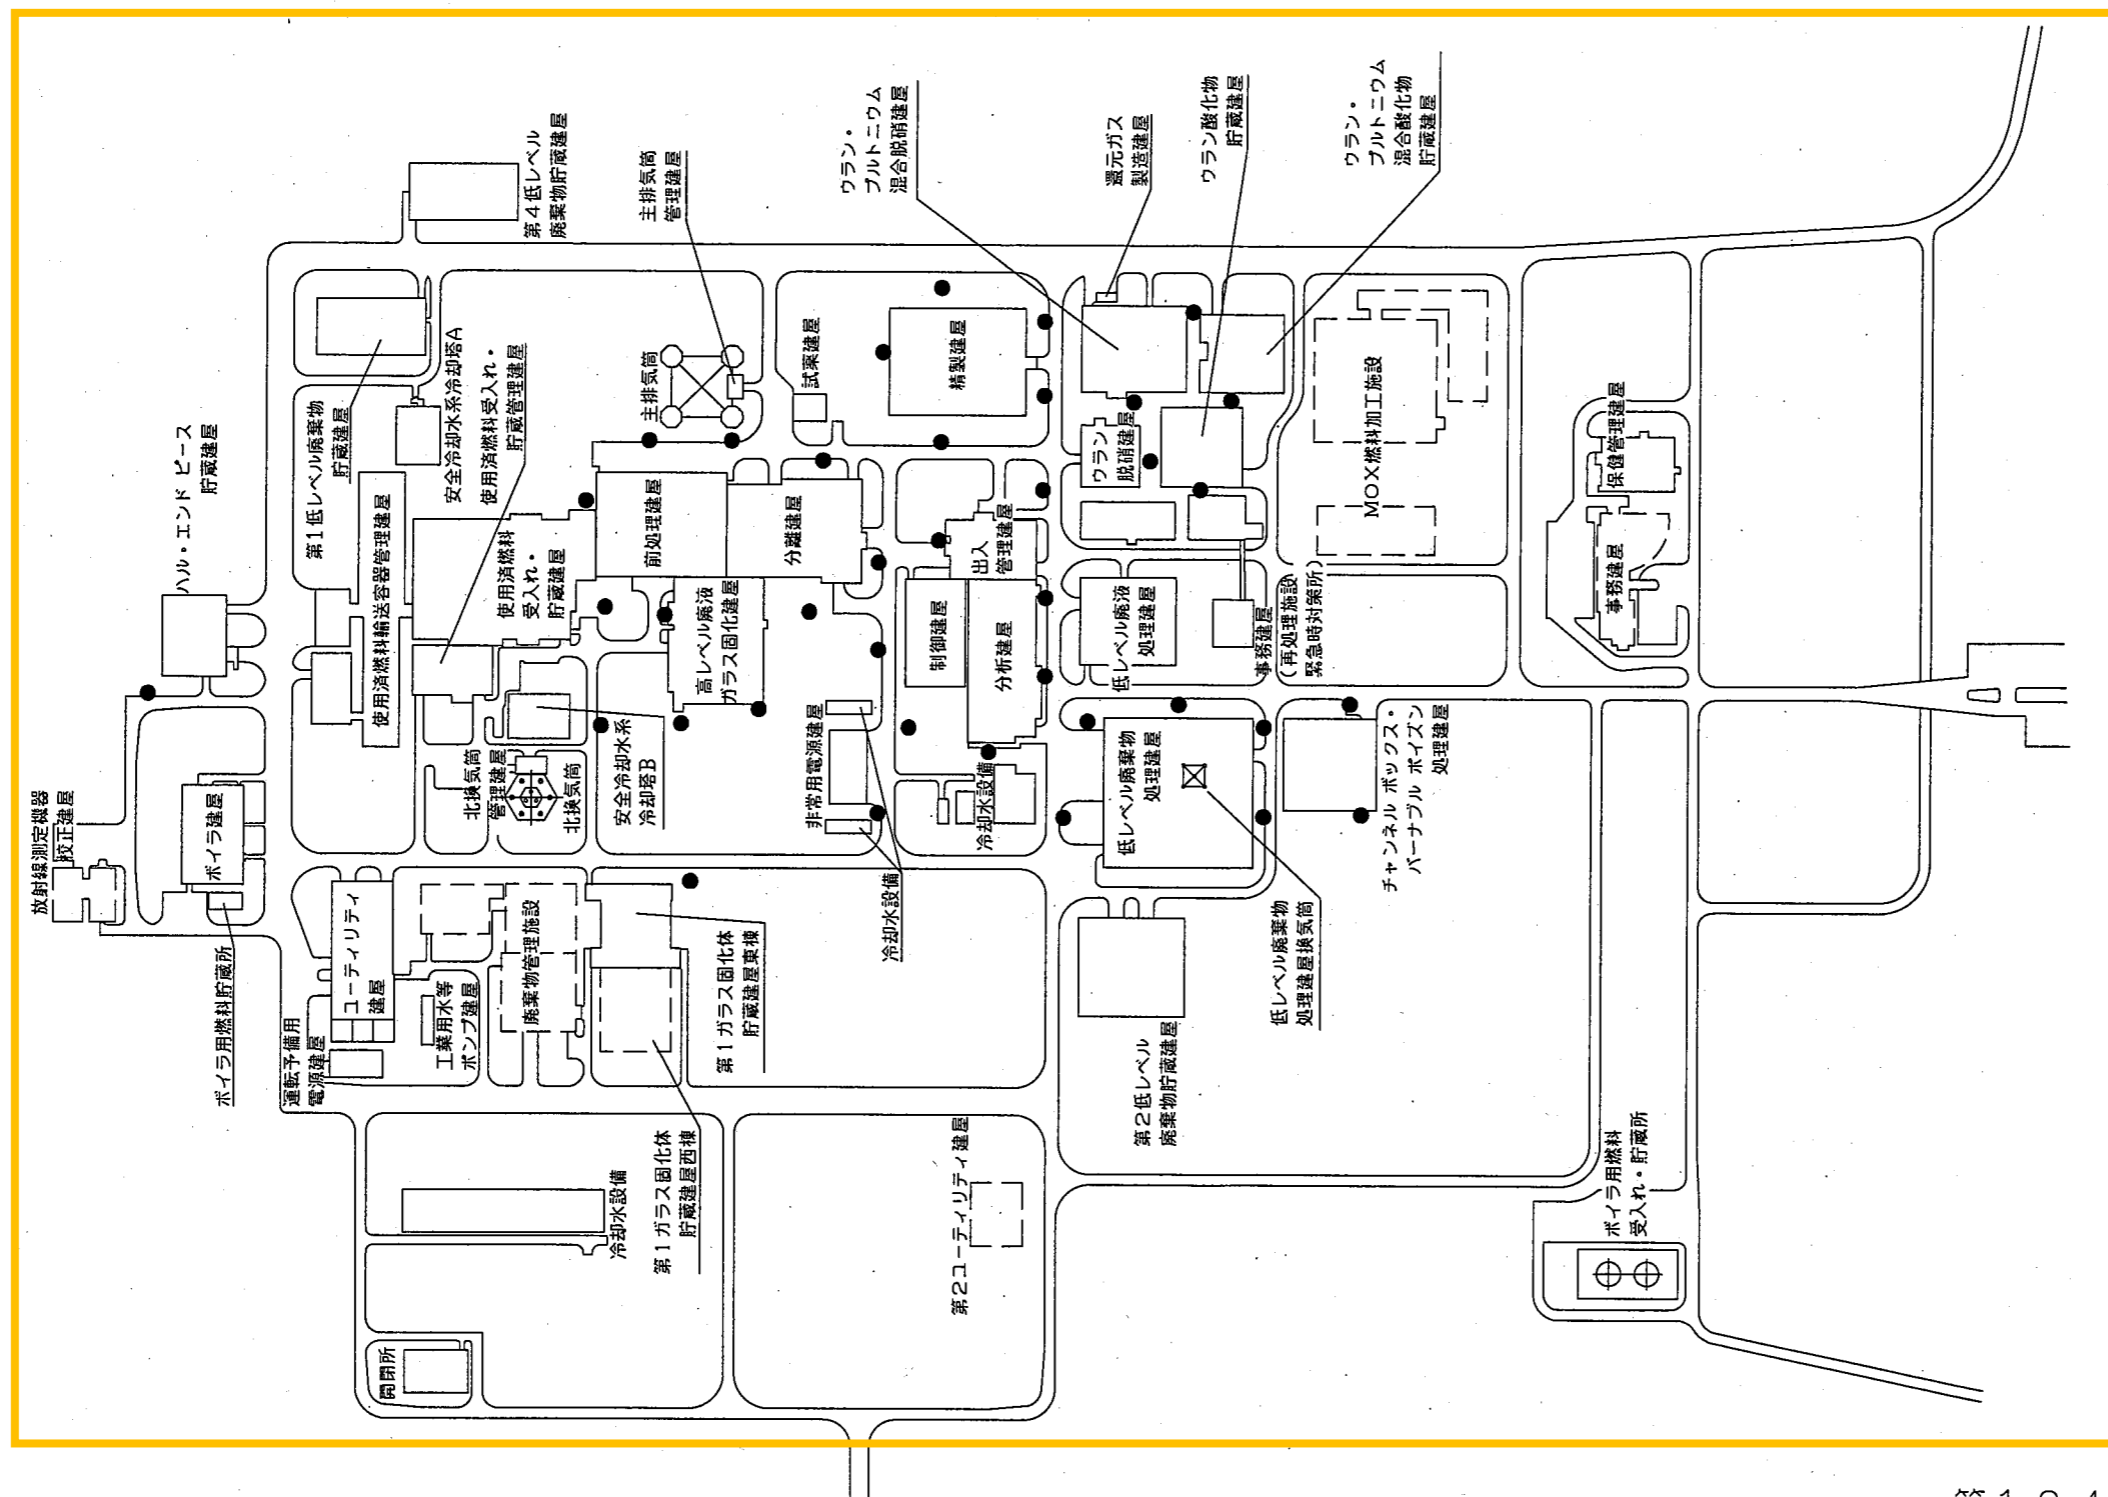 放射線測定機器
校正建屋
ボイラ建屋
ボイラ用燃料貯蔵所
ハル・エンド ピース
貯蔵建屋
運転予備用
電源建屋
ユーティリティ
建屋
工業用水等
ポンプ建屋
廃棄物管理施設
開閉所
冷却水設備
第1ガラス固化体
貯蔵建屋西棟
第1ガラス固化体
貯蔵建屋東棟
第2ユーティリティ建屋
第1低レベル廃棄物
貯蔵建屋
使用済燃料輸送容器管理建屋
安全冷却水系冷却塔A
使用済燃料受入れ・
貯蔵管理建屋
使用済燃料
受入れ・
貯蔵建屋
北換気筒
管理建屋
北換気筒
安全冷却水系
冷却塔B
第4低レベル
廃棄物貯蔵建屋
主排気筒
管理建屋
主排気筒
前処理建屋
高レベル廃液
ガラス固化建屋
分離建屋
試薬建屋
非常用電源建屋
冷却水設備
ウラン・
プルトニウム
混合脱硝建屋
精製建屋
制御建屋
出入
管理建屋
分析建屋
冷却水設備
還元ガス
製造建屋
ウラン
脱硝建屋
低レベル廃液
処理建屋
低レベル廃棄物
処理建屋
第2低レベル
廃棄物貯蔵建屋
ウラン酸化物
貯蔵建屋
事務建屋
(再処理施設
緊急時対策所)
低レベル廃棄物
処理建屋換気筒
ウラン・
プルトニウム
混合酸化物
貯蔵建屋
MOX燃料加工施設
チャンネル ボックス・
バーナブル ポイズン
処理建屋
保健管理建屋
事務建屋
ボイラ用燃料
受入れ・貯蔵所